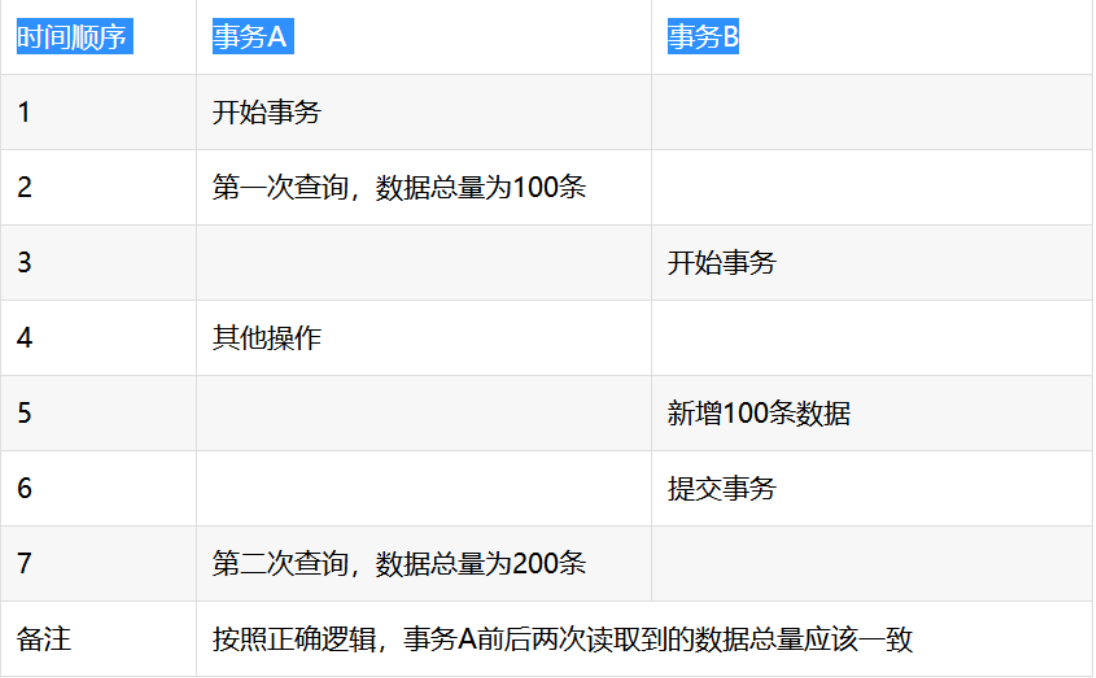 时间顺序 事务A 事务B
1 开始事务
2 第一次查询，数据总量为100条
3 开始事务
4 其他操作
5 新增100条数据
6 提交事务
7 第二次查询，数据总量为200条
备注 按照正确逻辑，事务A前后两次读取到的数据总量应该一致